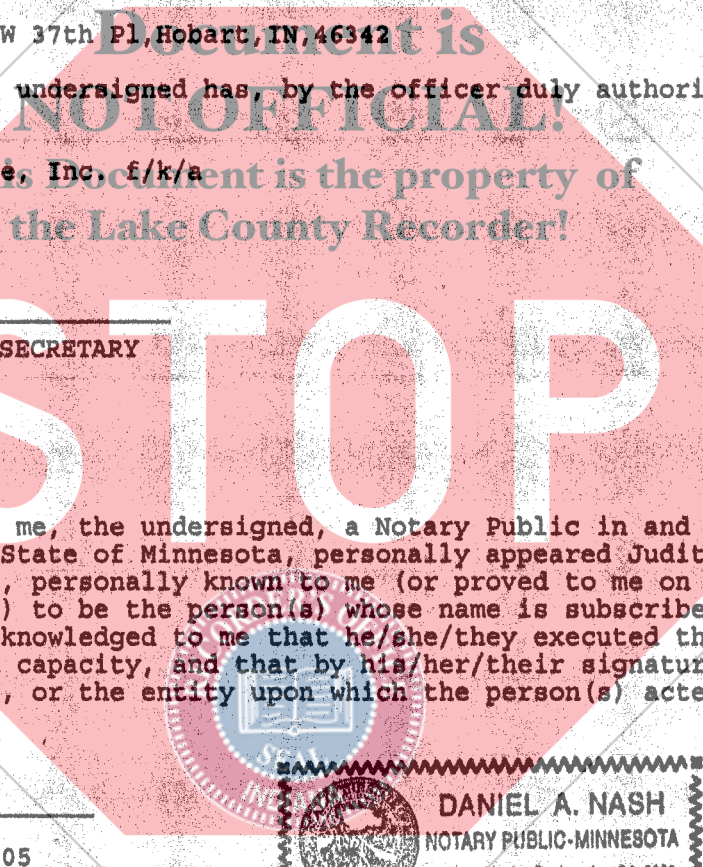 W 37th Pl,Hobart,IN,46342
Document is
undersigned has, by the officer duly authori
NOT OFFICIAL!
e, Inc. f/k/a
is Document is the property of
the Lake County Recorder!
SECRETARY
STOP
me, the undersigned, a Notary Public in and
State of Minnesota, personally appeared Judit
, personally known to me (or proved to me on
) to be the person(s) whose name is subscribe
knowledged to me that he/she/they executed th
capacity, and that by his/her/their signatur
, or the entity upon which the person(s) acte
SEAL
DANIEL A. NASH
NOTARY PUBLIC-MINNESOTA
05